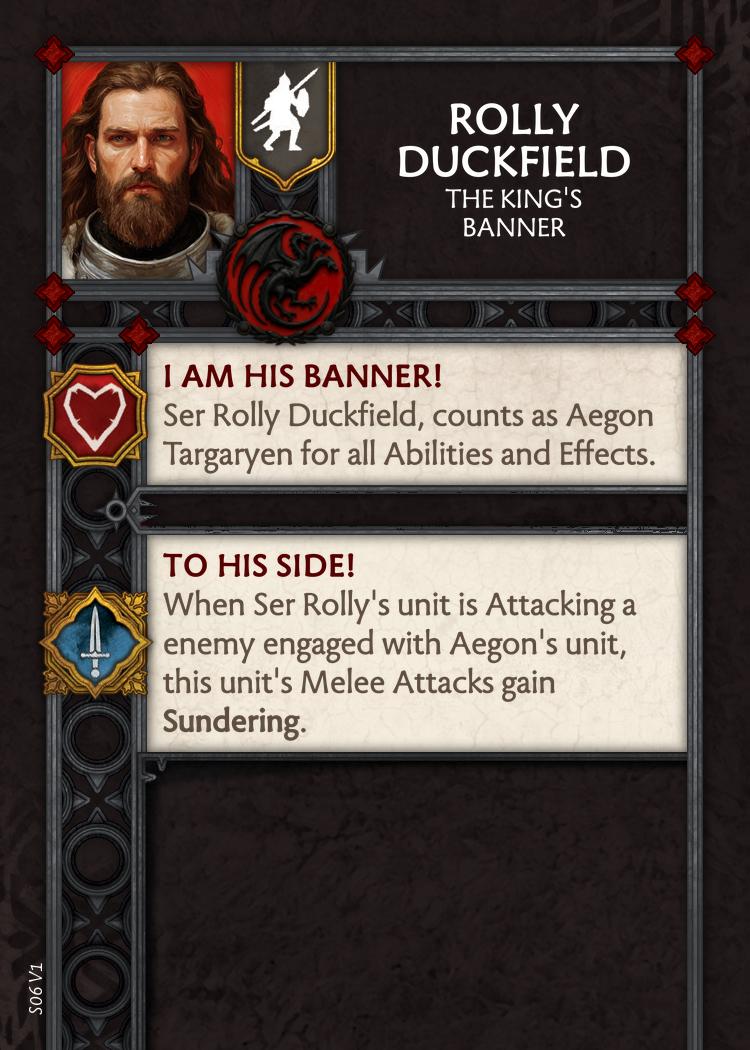 ROLLY
DUCKFIELD
THE KING'S
BANNER
I AM HIS BANNER!
Ser Rolly Duckfield, counts as Aegon
Targaryen for all Abilities and Effects.
TO HIS SIDE!
When Ser Rolly's unit is Attacking a
enemy engaged with Aegon's unit,
this unit's Melee Attacks gain
Sundering.
S06 V1